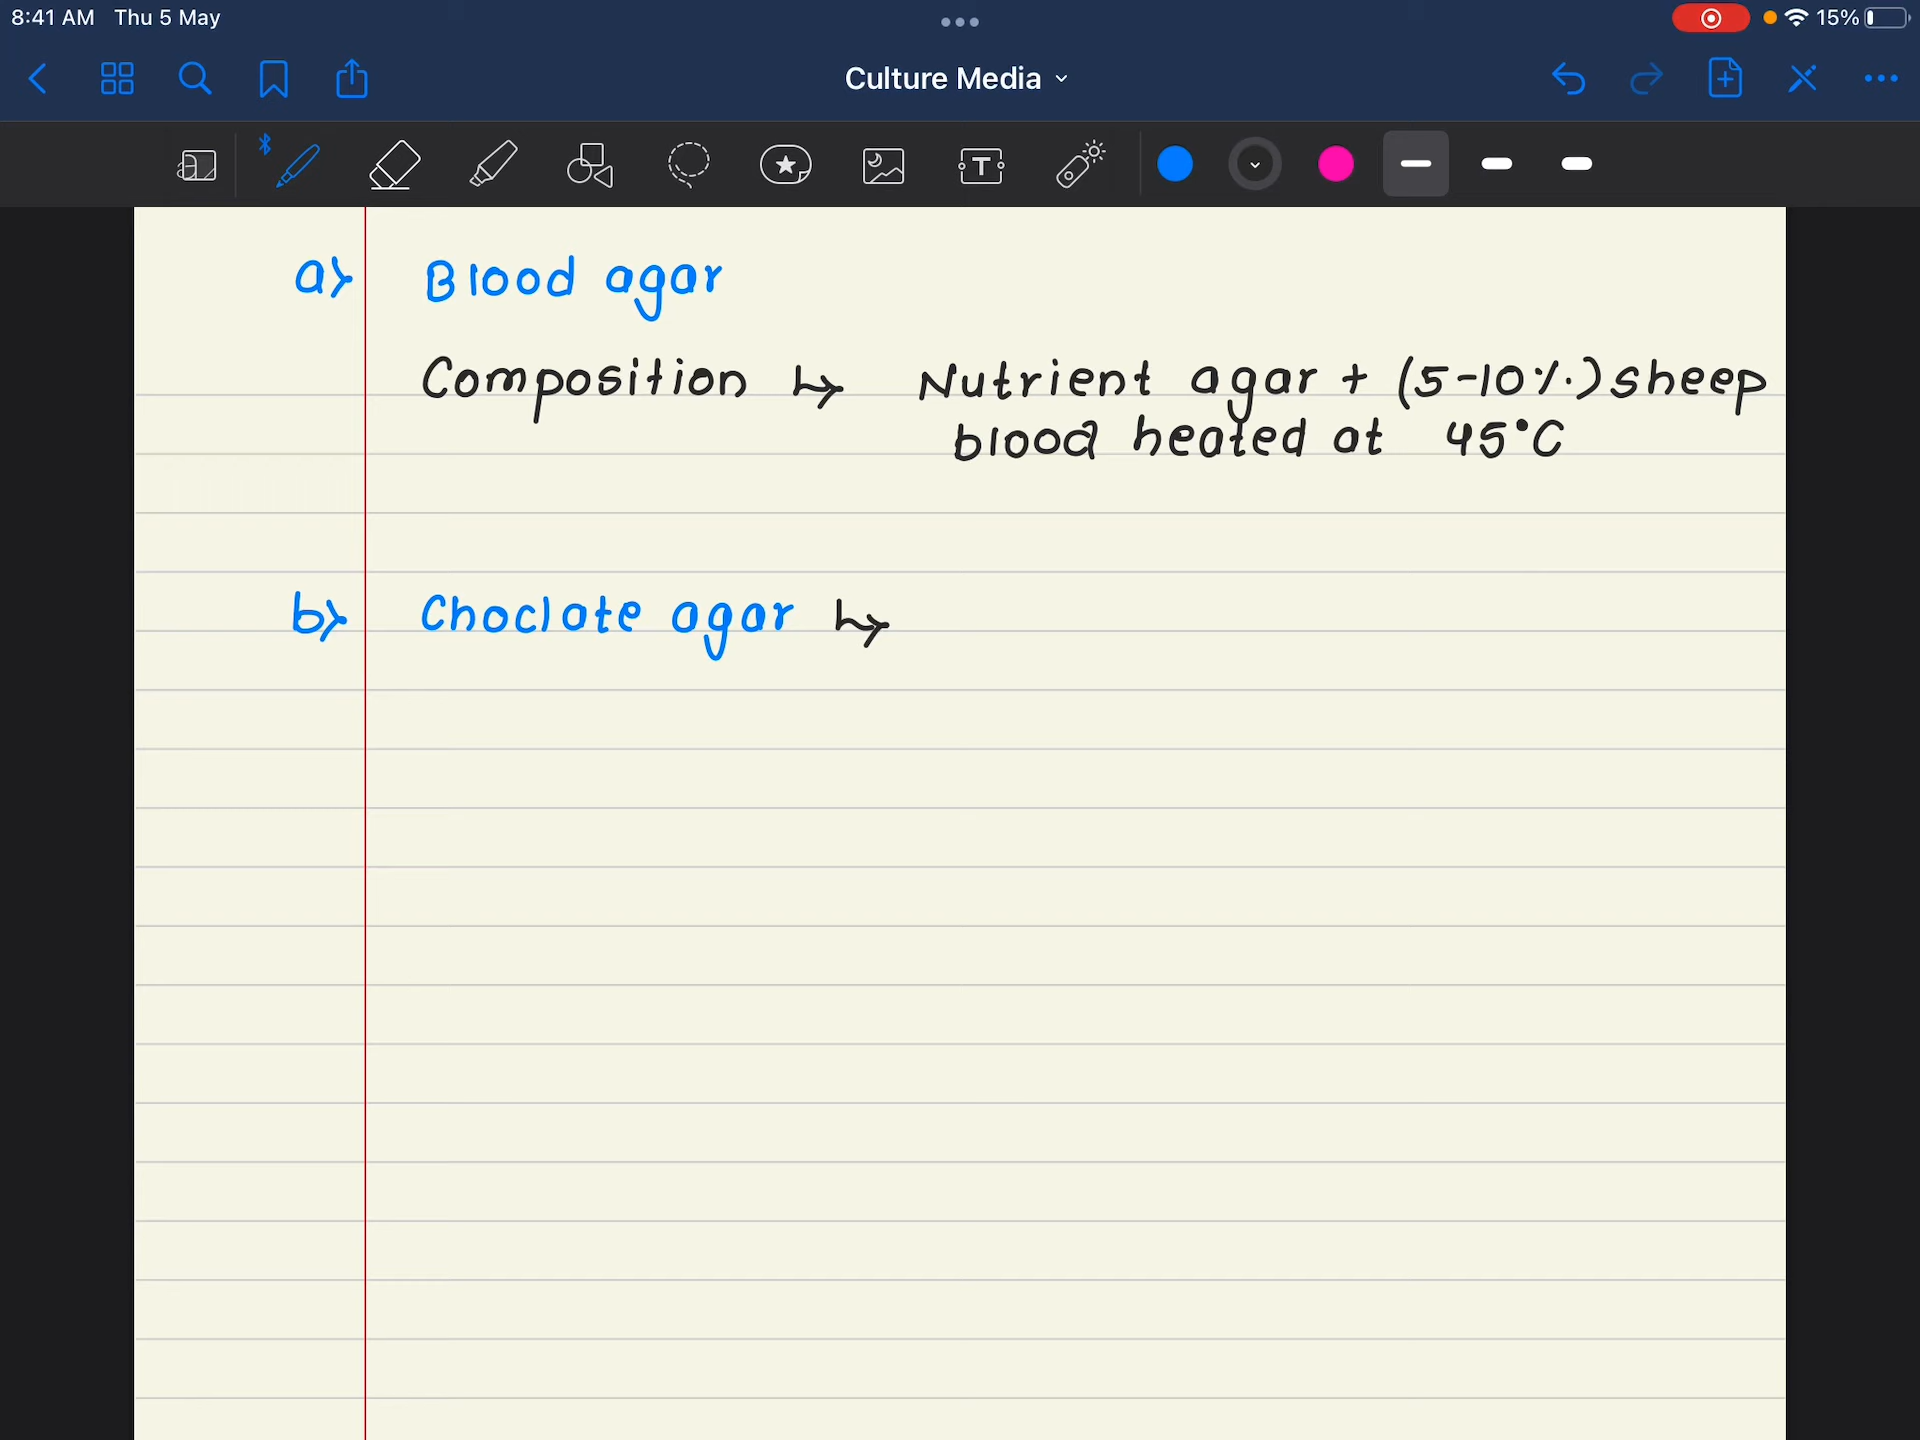 8:41 AM Thu 5 May
15%
Culture Media
a) Blood agar
Composition ↳ Nutrient agar + (5-10%) sheep
blood heated at 45°C
b) Choclate agar ↳